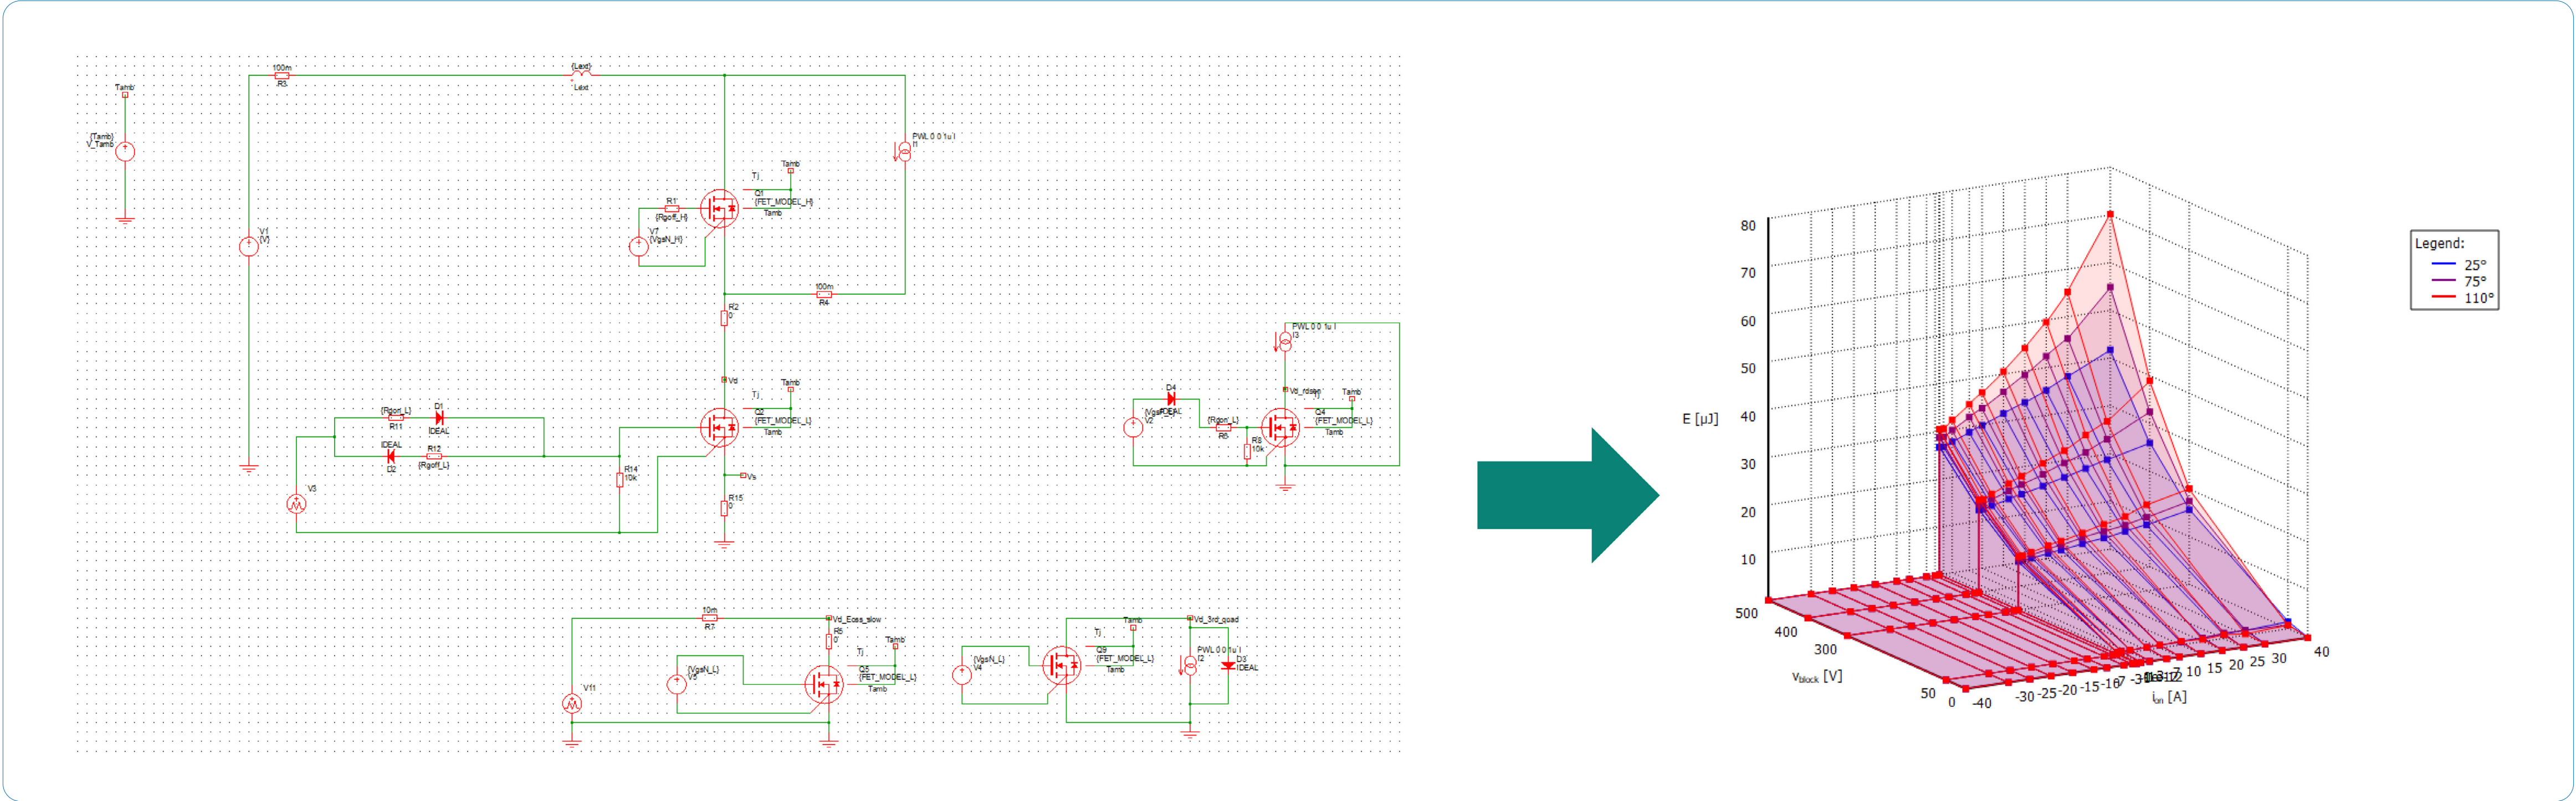 100m
R3
{Lext}
Lext
Tamb
{Tamb}
V_Tamb
PWL 0 0 1u I
I1
Tamb
Tj
Q1
{FET_MODEL_H}
Tamb
R1
{Rgoff_H}
V7
{VgsN_H}
V1
{V}
100m
R4
R2
0
Vd
Tamb
Tj
Q2
{FET_MODEL_L}
Tamb
{Rgon_L}
R11
D1
IDEAL
IDEAL
D2
R12
{Rgoff_L}
R14
10k
Vs
V3
R15
0
PWL 0 0 1u I
I3
Vd_rdson
Tamb
D4
IDEAL
V2
{Rgon_L}
R6
R8
10k
Q4
{FET_MODEL_L}
Tamb
10m
R7
Vd_Eoss_slow
R5
0
Tamb
Tj
Q5
{FET_MODEL_L}
Tamb
{VgsN_L}
V5
V11
Vd_3rd_quad
Tamb
Tj
Q9
{FET_MODEL_L}
Tamb
{VgsN_L}
V4
PWL 0 0 1u I
I2
D3
IDEAL
80
70
60
50
40
30
20
10
E [µJ]
500
400
300
50
0
Vblock [V]
-40
-30
-25
-20
-15
-10
7
10
15
20
25
30
40
ion [A]
Legend:
25°
75°
110°